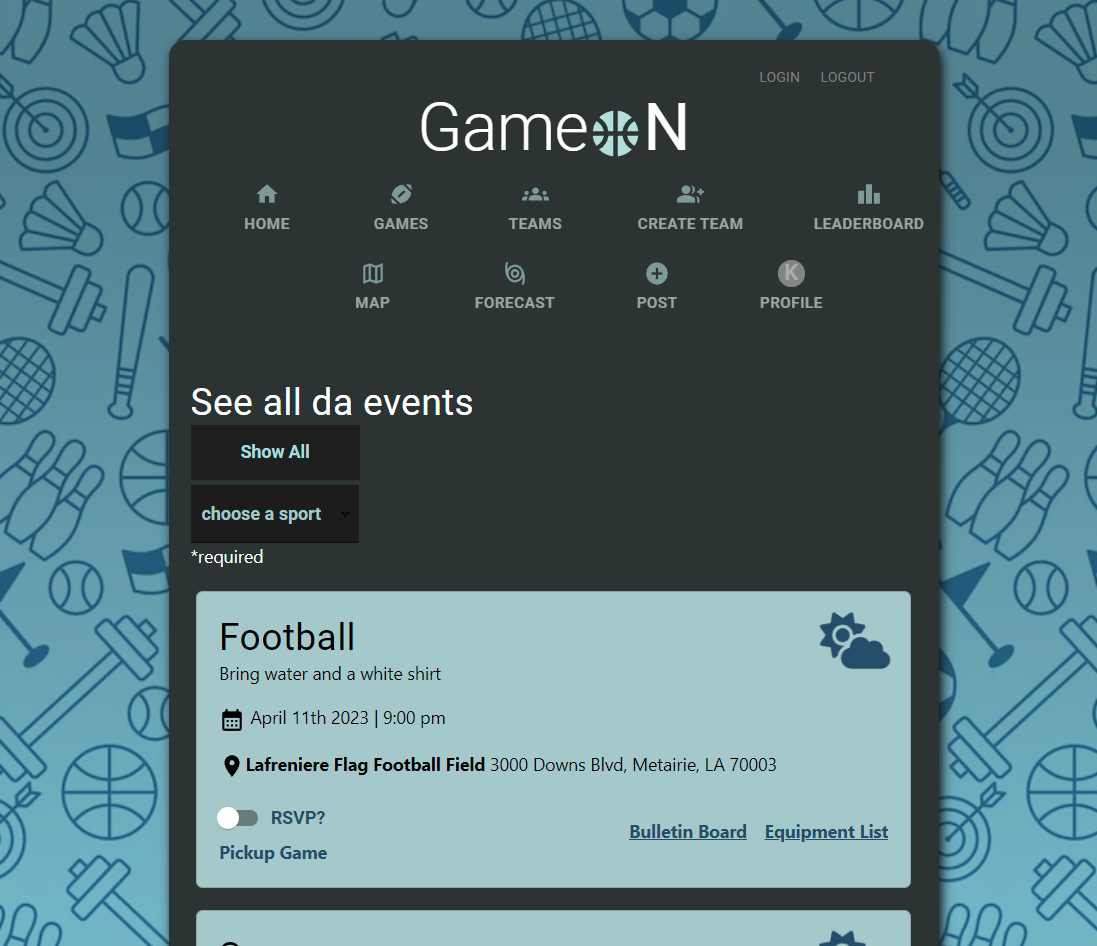 LOGIN LOGOUT
Game N
HOME GAMES TEAMS CREATE TEAM LEADERBOARD
MAP FORECAST POST K PROFILE
See all da events
Show All
choose a sport
*required
Football
Bring water and a white shirt
April 11th 2023 | 9:00 pm
Lafreniere Flag Football Field 3000 Downs Blvd, Metairie, LA 70003
RSVP?
Bulletin Board Equipment List
Pickup Game